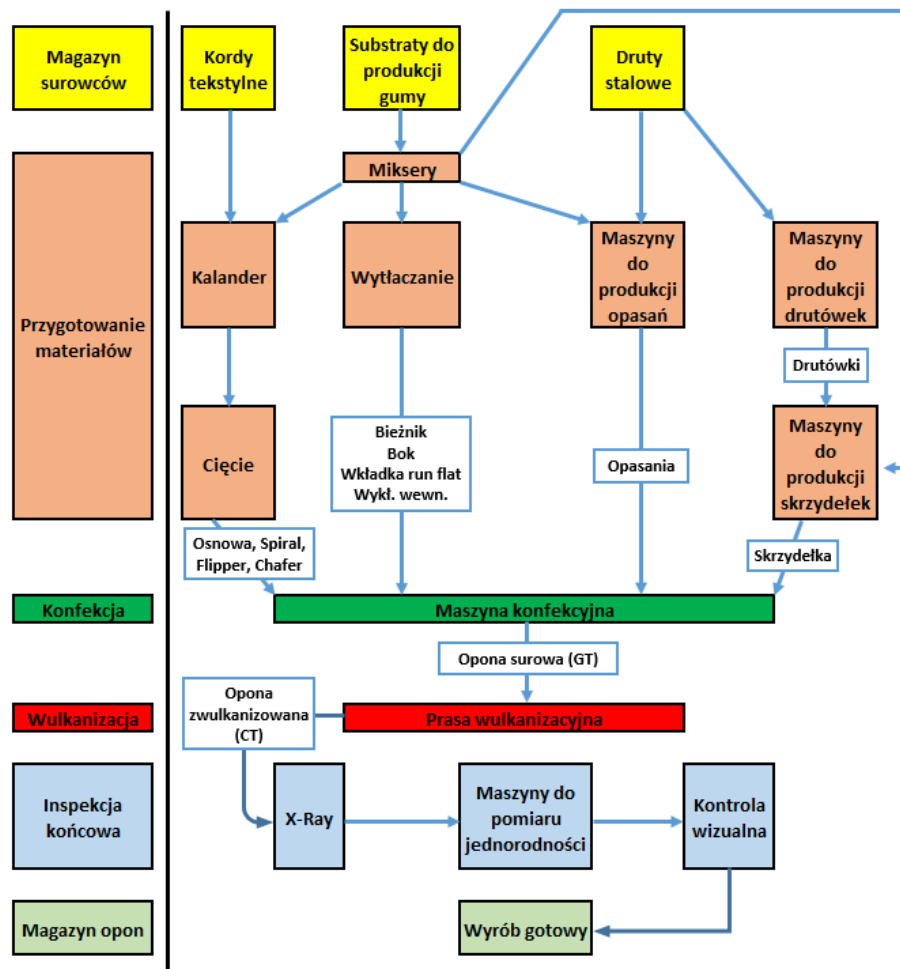 Magazyn
surowców
Kordy
tekstylne
Substraty do
produkcji
gumy
Druty
stalowe
Przygotowanie
materiałów
Miksery
Kalander
Wytłaczanie
Maszyny
do
produkcji
opasań
Maszyny
do
produkcji
drutówek
Drutówki
Cięcie
Bieżnik
Bok
Wkładka run flat
Wykł. wewn.
Opasania
Maszyny
do
produkcji
skrzydełek
Osnowa, Spiral,
Flipper, Chafer
Skrzydełka
Konfekcja
Maszyna konfekcyjna
Opona surowa (GT)
Wulkanizacja
Opona
zwulkanizowana
(CT)
Prasa wulkanizacyjna
Inspekcja
końcowa
X-Ray
Maszyny do
pomiaru
jednorodności
Kontrola
wizualna
Magazyn opon
Wyrób gotowy